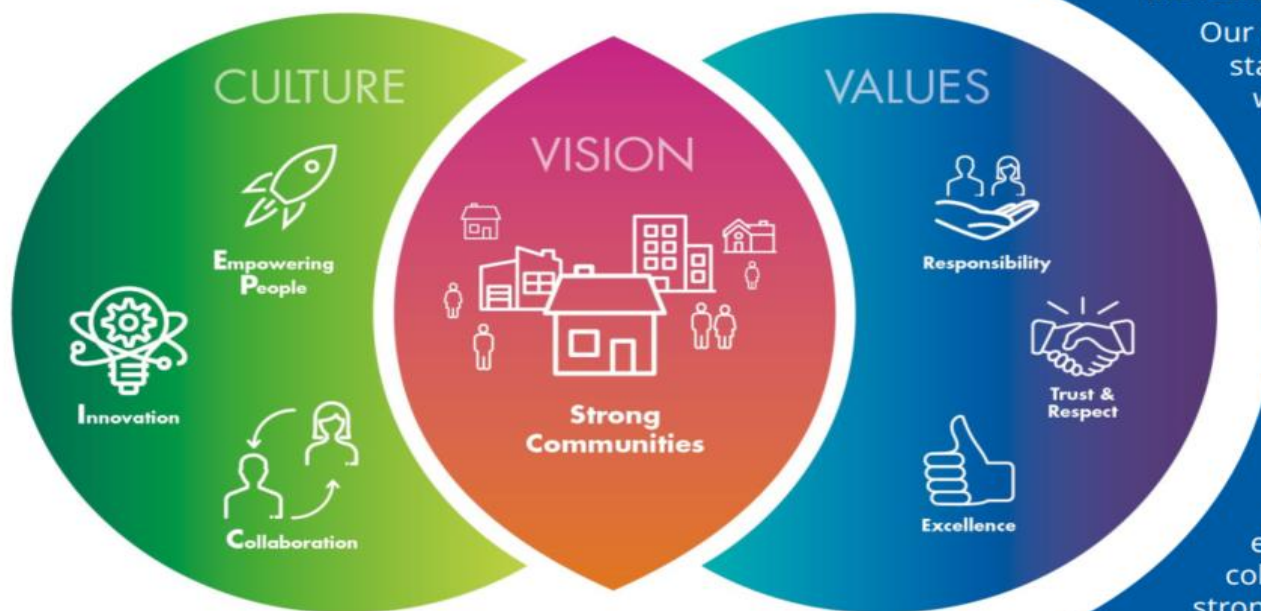 CULTURE
Empowering
People
Innovation
Collaboration
VISION
Strong
Communities
VALUES
Responsibility
Trust &
Respect
Excellence
Our